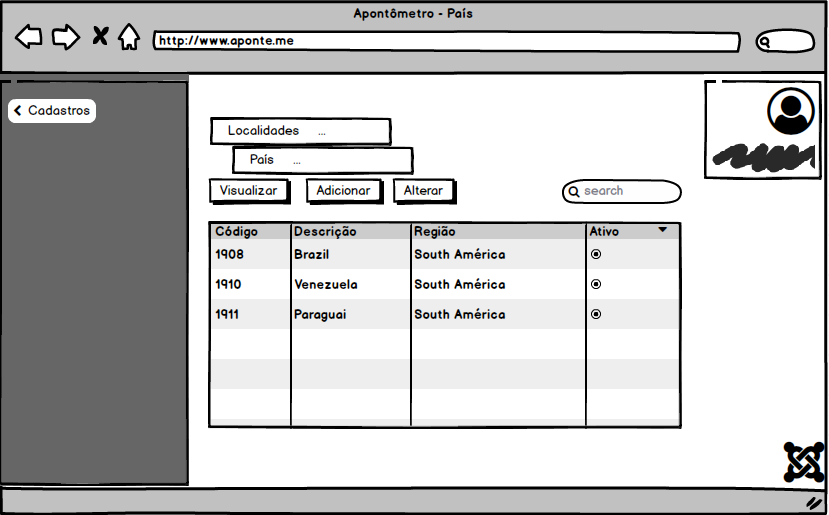 Apontômetro - País
http://www.aponte.me
Cadastros
Localidades ...
País ...
Visualizar Adicionar Alterar search
Código Descrição Região Ativo
1908 Brazil South América
1910 Venezuela South América
1911 Paraguai South América